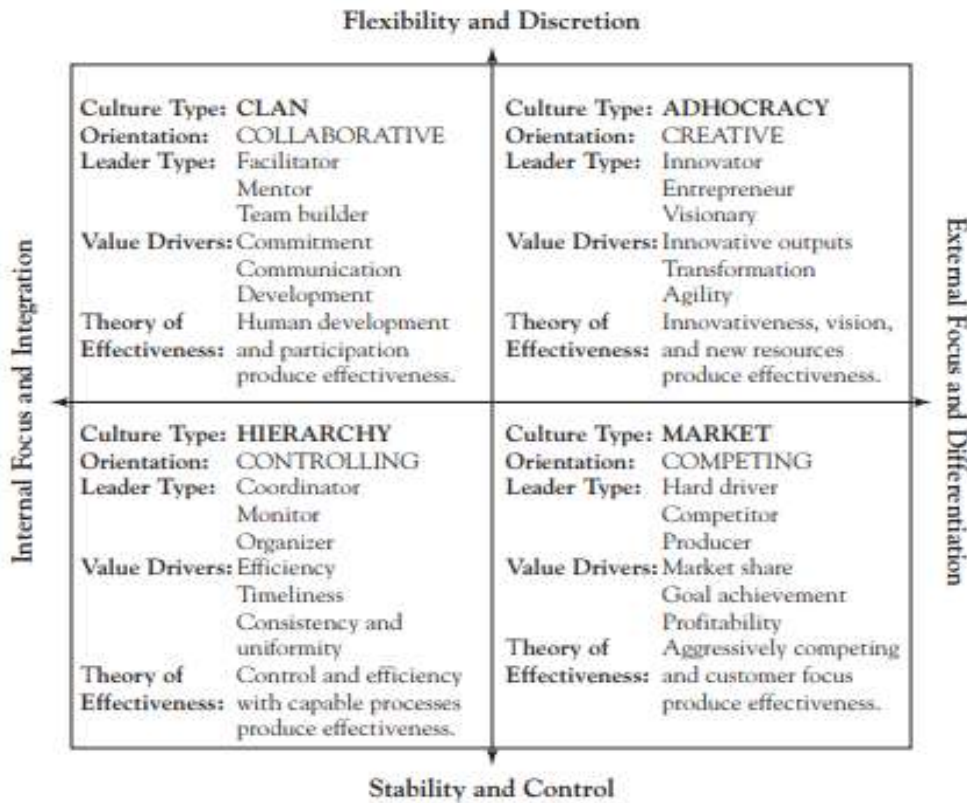 Flexibility and Discretion
Culture Type: CLAN
Orientation: COLLABORATIVE
Leader Type: Facilitator
Mentor
Team builder
Value Drivers: Commitment
Communication
Development
Theory of Human development
Effectiveness: and participation
produce effectiveness.
Culture Type: ADHOCRACY
Orientation: CREATIVE
Leader Type: Innovator
Entrepreneur
Visionary
Value Drivers: Innovative outputs
Transformation
Agility
Theory of Innovativeness, vision,
Effectiveness: and new resources
produce effectiveness.
Internal Focus and Integration
External Focus and Differentiation
Culture Type: HIERARCHY
Orientation: CONTROLLING
Leader Type: Coordinator
Monitor
Organizer
Value Drivers: Efficiency
Timeliness
Consistency and
uniformity
Theory of Control and efficiency
Effectiveness: with capable processes
produce effectiveness.
Culture Type: MARKET
Orientation: COMPETING
Leader Type: Hard driver
Competitor
Producer
Value Drivers: Market share
Goal achievement
Profitability
Theory of Aggressively competing
Effectiveness: and customer focus
produce effectiveness.
Stability and Control